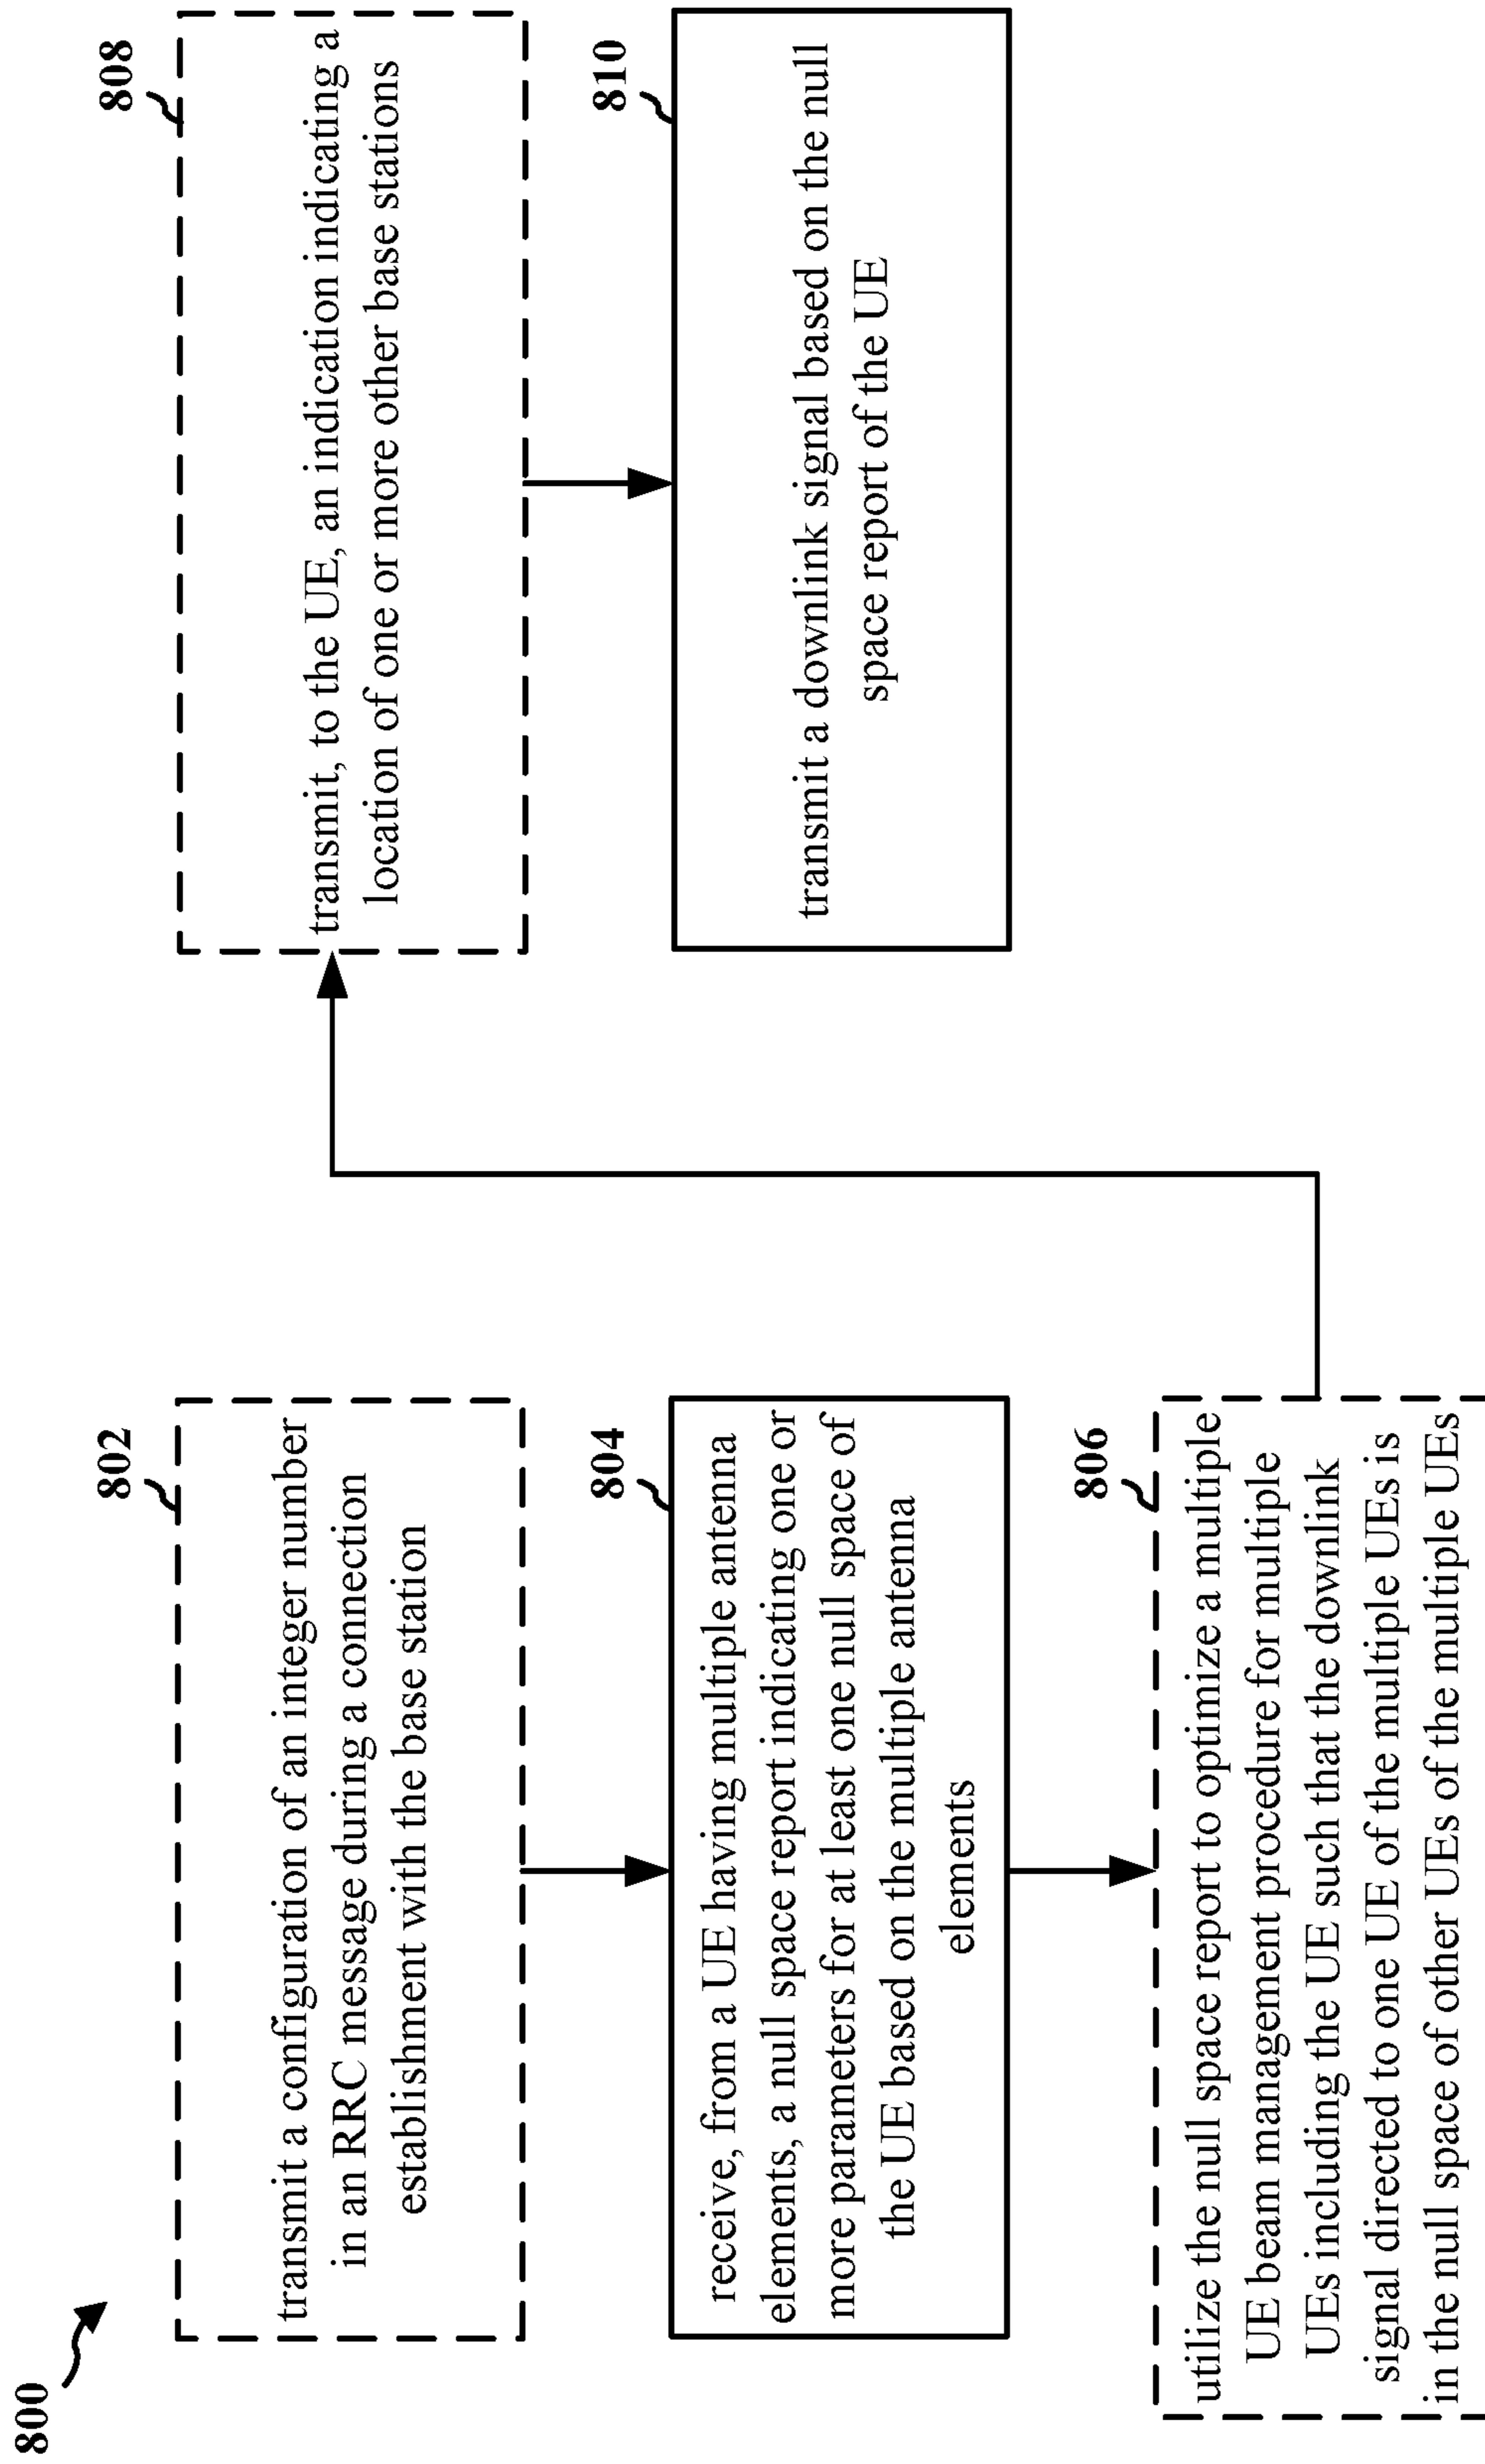 800
802
transmit a configuration of an integer number
in an RRC message during a connection
establishment with the base station
804
receive, from a UE having multiple antenna
elements, a null space report indicating one or
more parameters for at least one null space of
the UE based on the multiple antenna
elements
806
utilize the null space report to optimize a multiple
UE beam management procedure for multiple
UEs including the UE such that the downlink
signal directed to one UE of the multiple UEs is
in the null space of other UEs of the multiple UEs
808
transmit, to the UE, an indication indicating a
location of one or more other base stations
810
transmit a downlink signal based on the null
space report of the UE